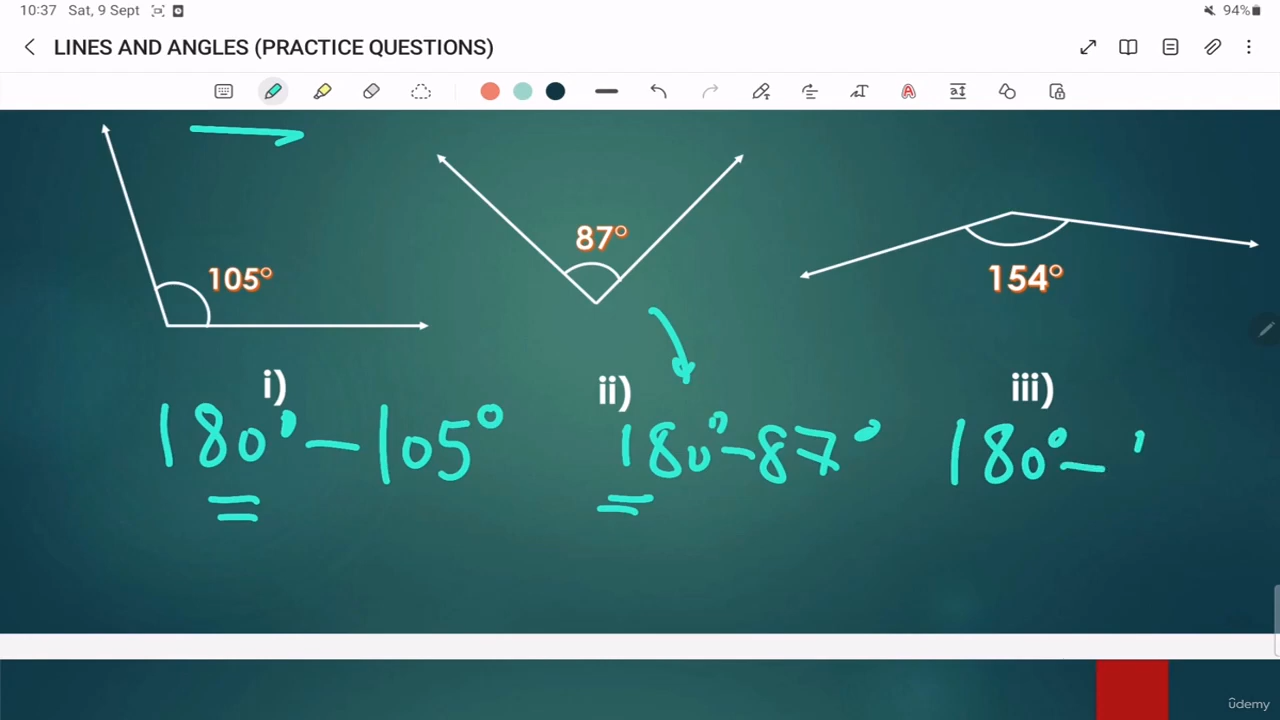 10:37 Sat, 9 Sept
94%
LINES AND ANGLES (PRACTICE QUESTIONS)
105°
87°
154°
i)
ii)
iii)
180° - 105°
180° - 87°
180° -
ûdemy